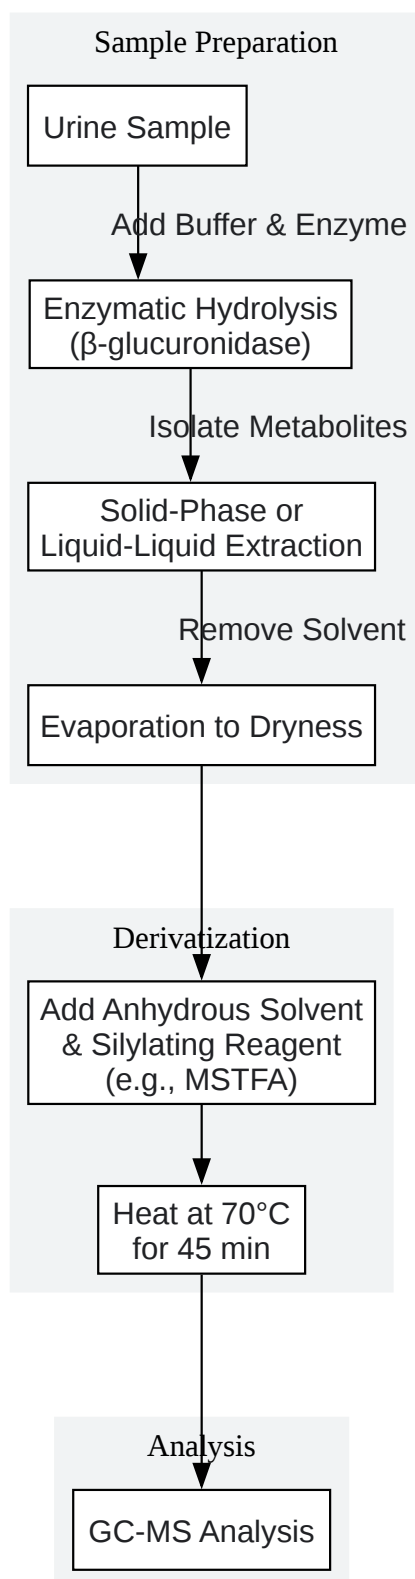 Sample Preparation
Urine Sample
Add Buffer & Enzyme
Enzymatic Hydrolysis
(β-glucuronidase)
Isolate Metabolites
Solid-Phase or
Liquid-Liquid Extraction
Remove Solvent
Evaporation to Dryness
Derivatization
Add Anhydrous Solvent
& Silylating Reagent
(e.g., MSTFA)
Heat at 70°C
for 45 min
Analysis
GC-MS Analysis